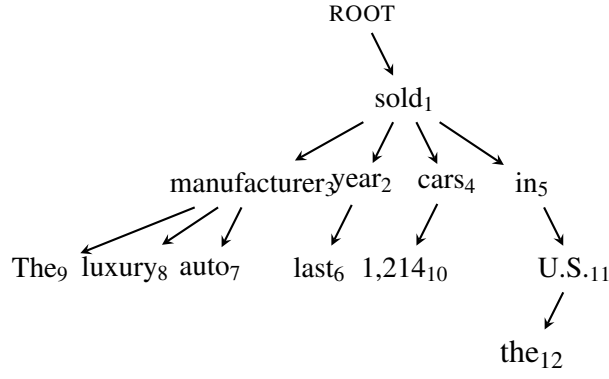 ROOT
sold1
manufacturer3 year2 cars4 in5
The9 luxury8 auto7 last6 1,21410 U.S.11
the12